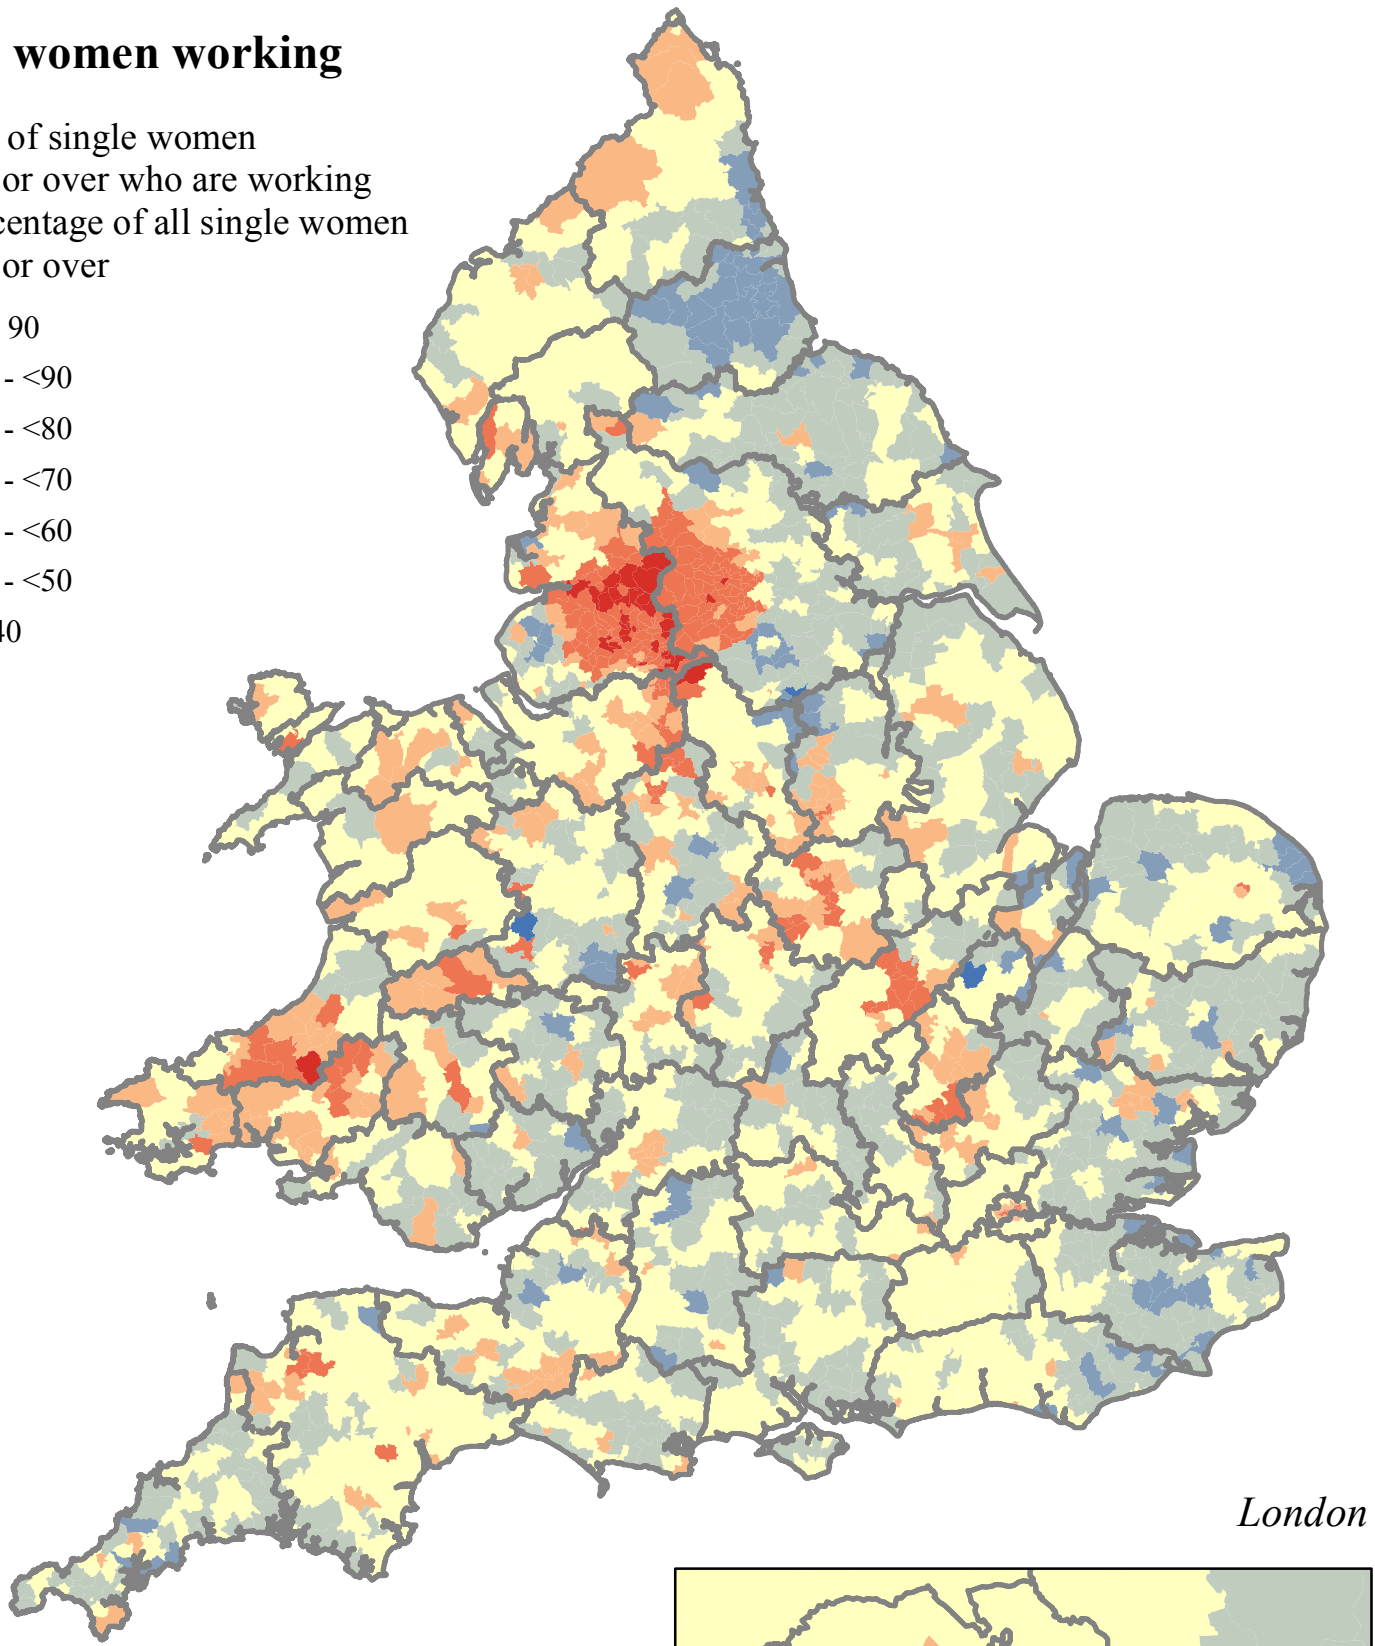 women working
of single women
or over who are working
centage of all single women
or over
90
- <90
- <80
- <70
- <60
- <50
40
London